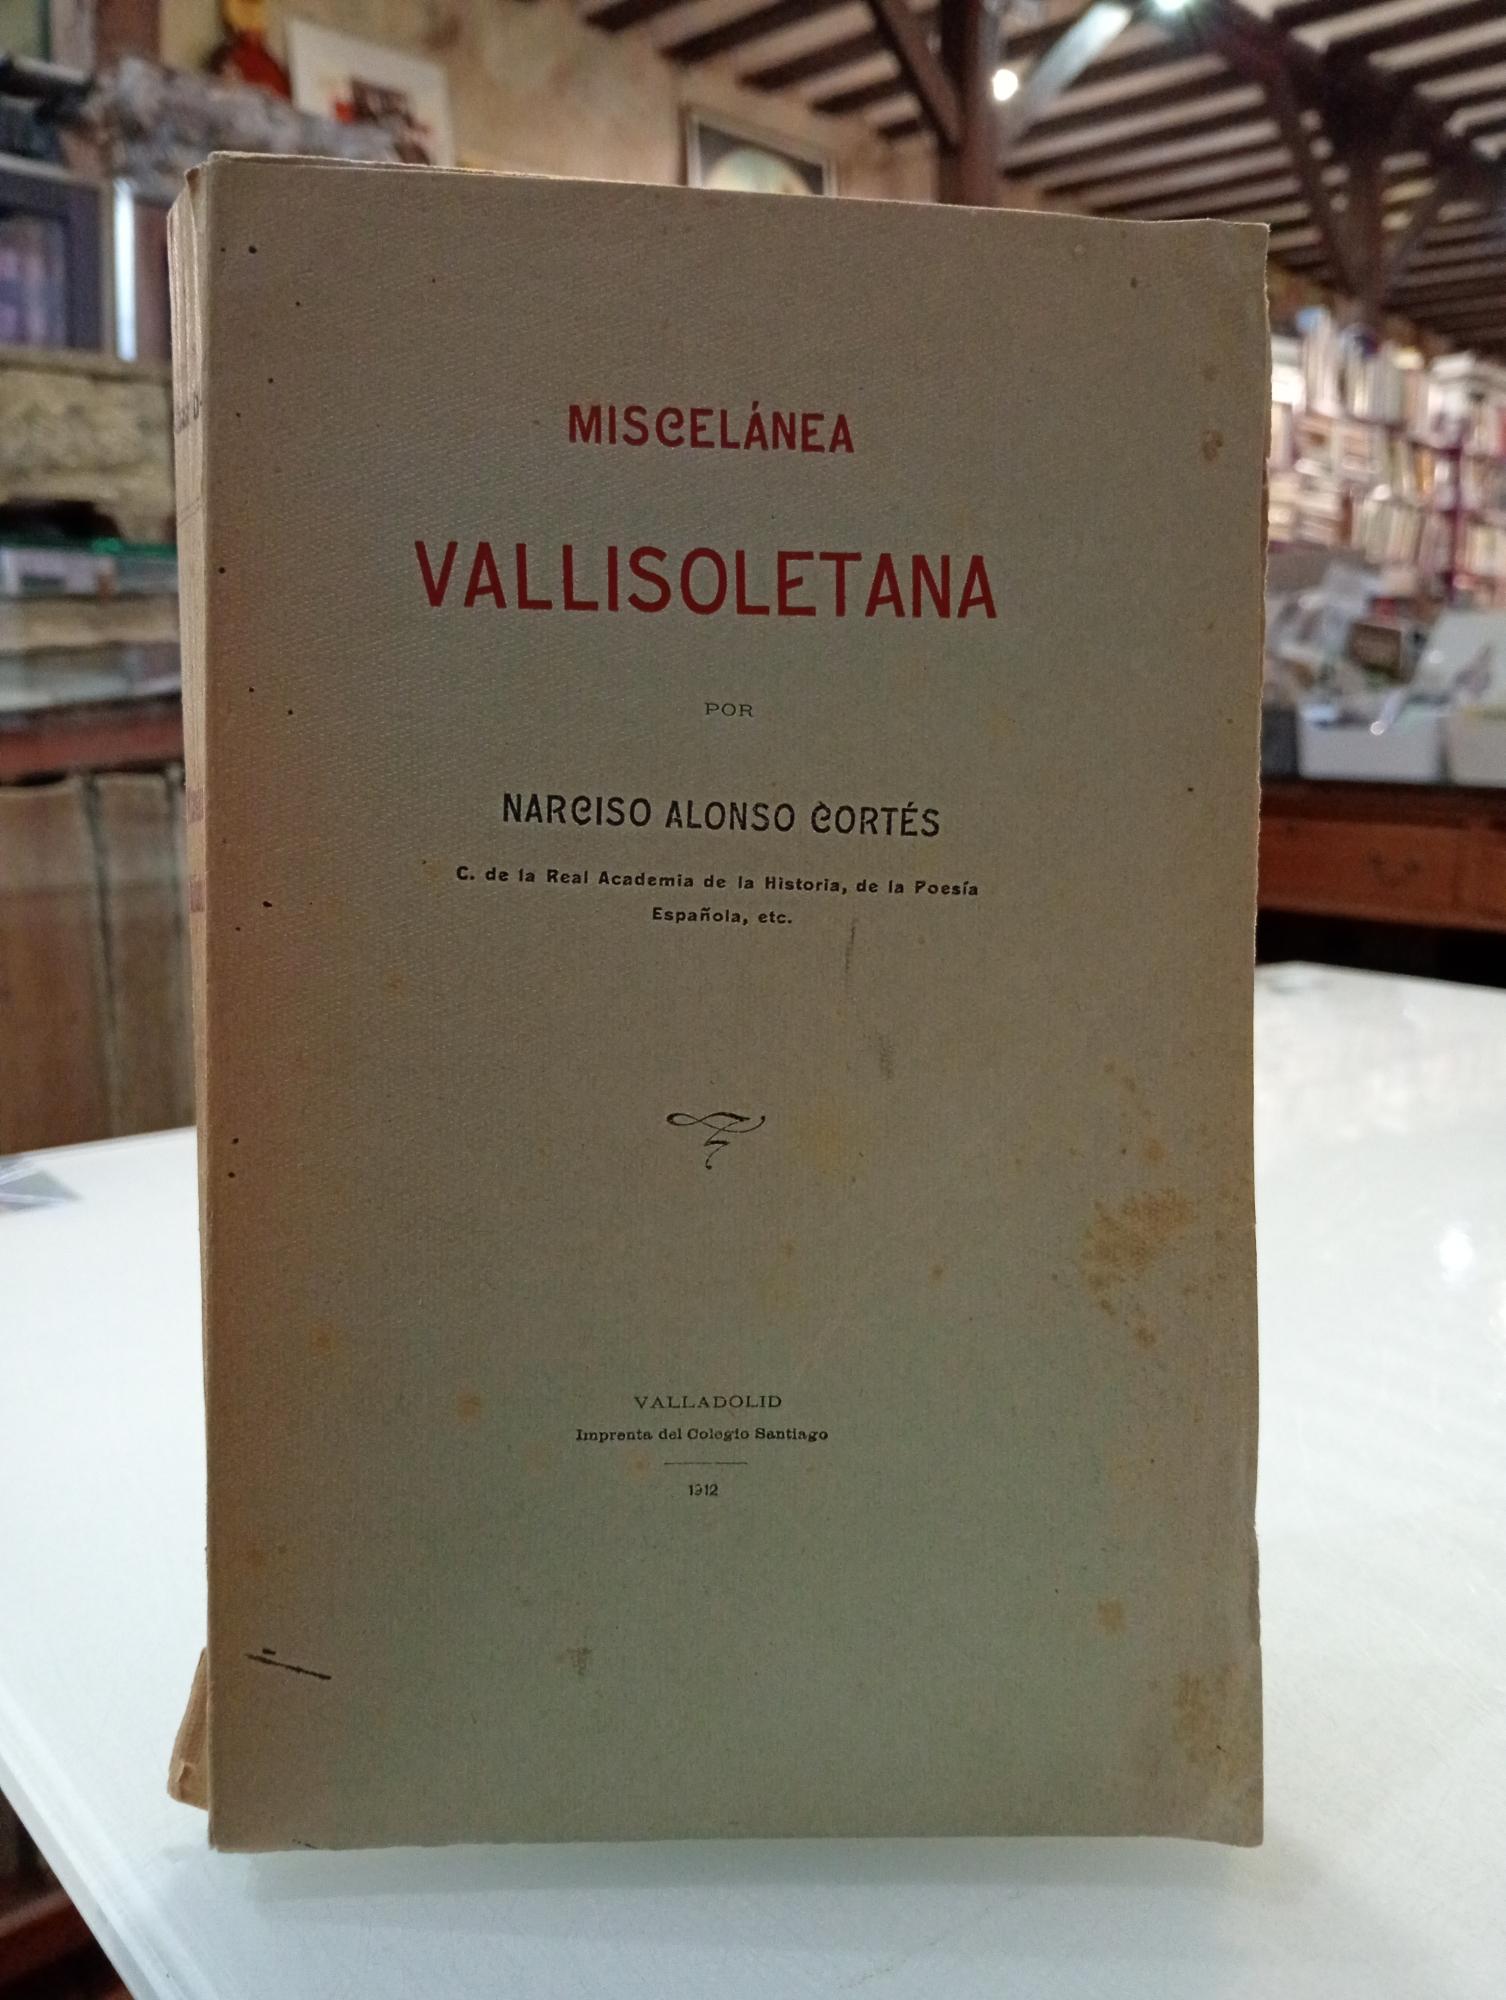 MISCELÁNEA
VALLISOLETANA
POR
NARCISO ALONSO CORTÉS
C. de la Real Academia de la Historia, de la Poesía
Española, etc.
VALLADOLID
Imprenta del Colegio Santiago
1912